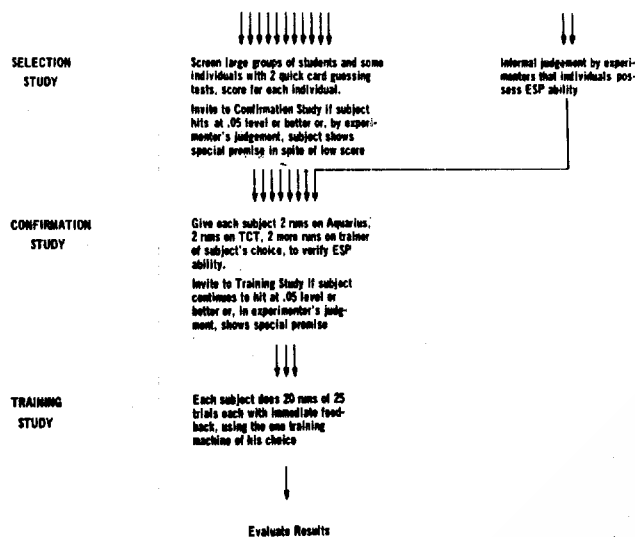 SELECTION
STUDY
Screen large groups of students and some
individuals with 2 quick card guessing
tests, score for each individual.
Invite to Confirmation Study if subject
hits at .05 level or better or, by experi-
menter's judgement, subject shows
special promise in spite of low score
Informal judgement by experi-
menters that individuals pos-
sess ESP ability
CONFIRMATION
STUDY
Give each subject 2 runs on Aquarius,
2 runs on TCT, 2 more runs on trainer
of subject's choice, to verify ESP
ability.
Invite to Training Study if subject
continues to hit at .05 level or
better or, in experimenter's judg-
ment, shows special promise
TRAINING
STUDY
Each subject does 20 runs of 25
trials each with immediate feed-
back, using the one training
machine of his choice
Evaluate Results